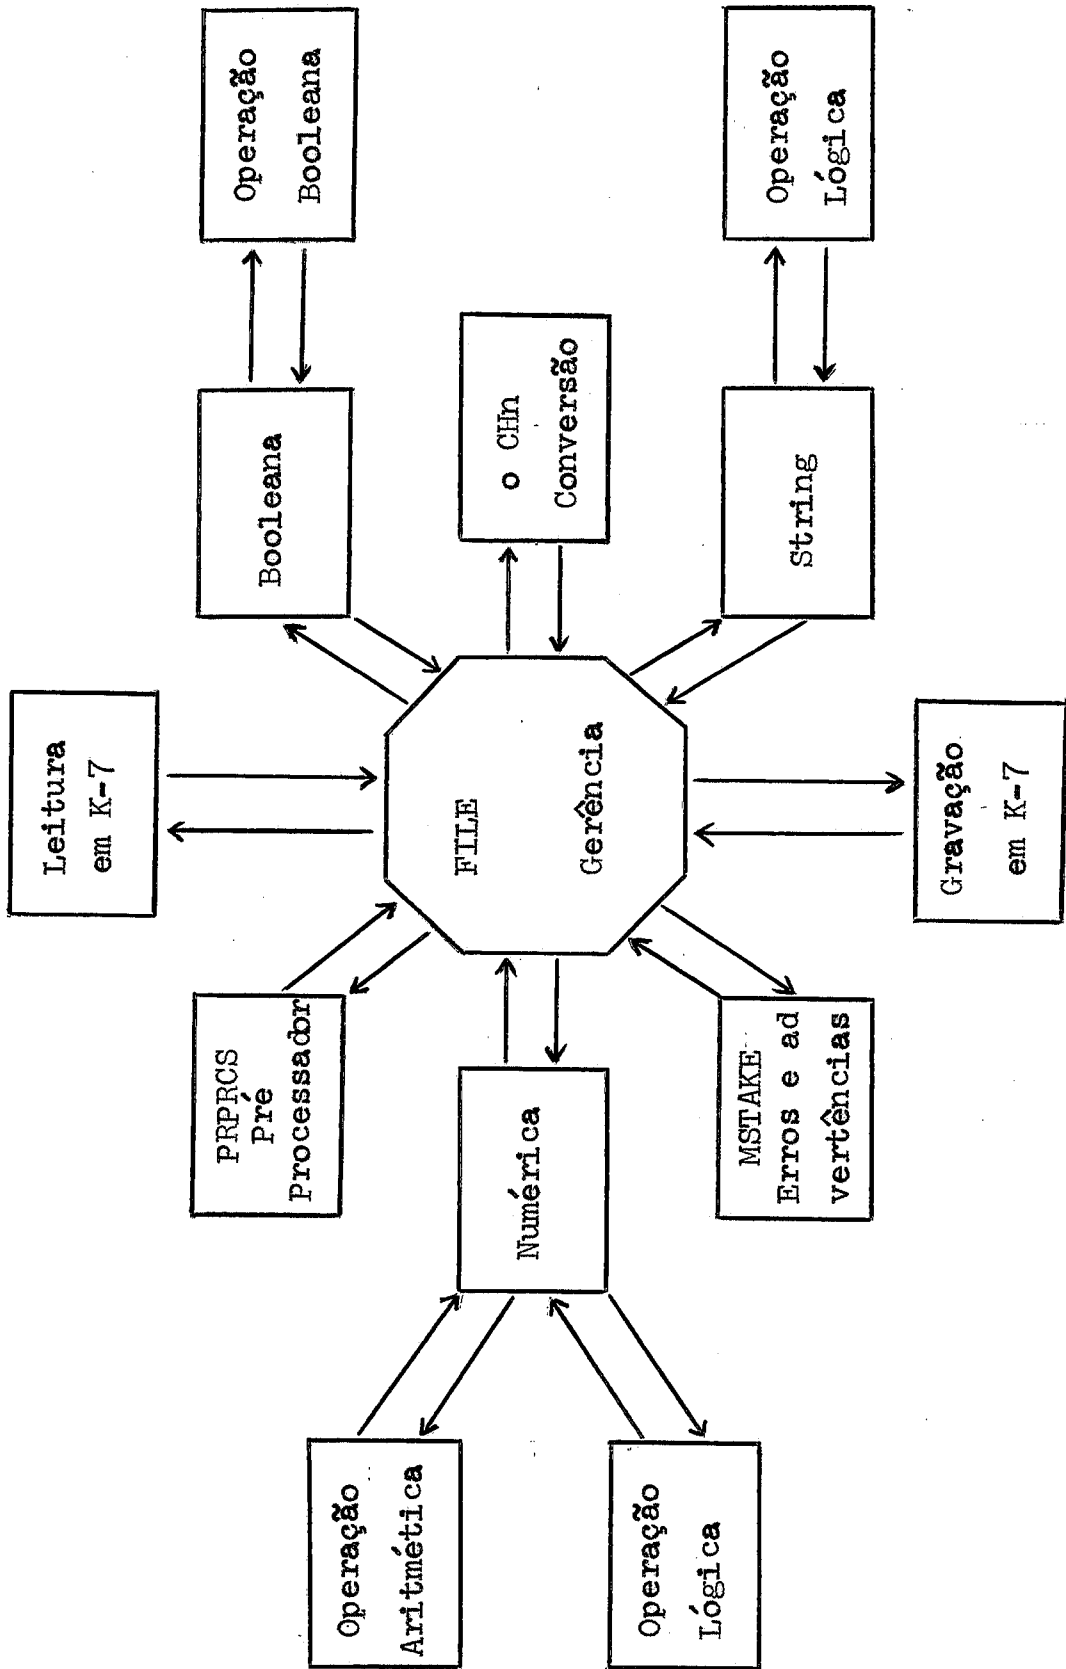 Operação
Aritmética
Operação
Lógica
Numérica
PRPRCS
Pré
Processador
MSTAKE
Erros e ad
vertências
Leitura
em K-7
FILE
Gerência
Gravação
em K-7
Booleana
o CHn
Conversão
String
Operação
Booleana
Operação
Lógica